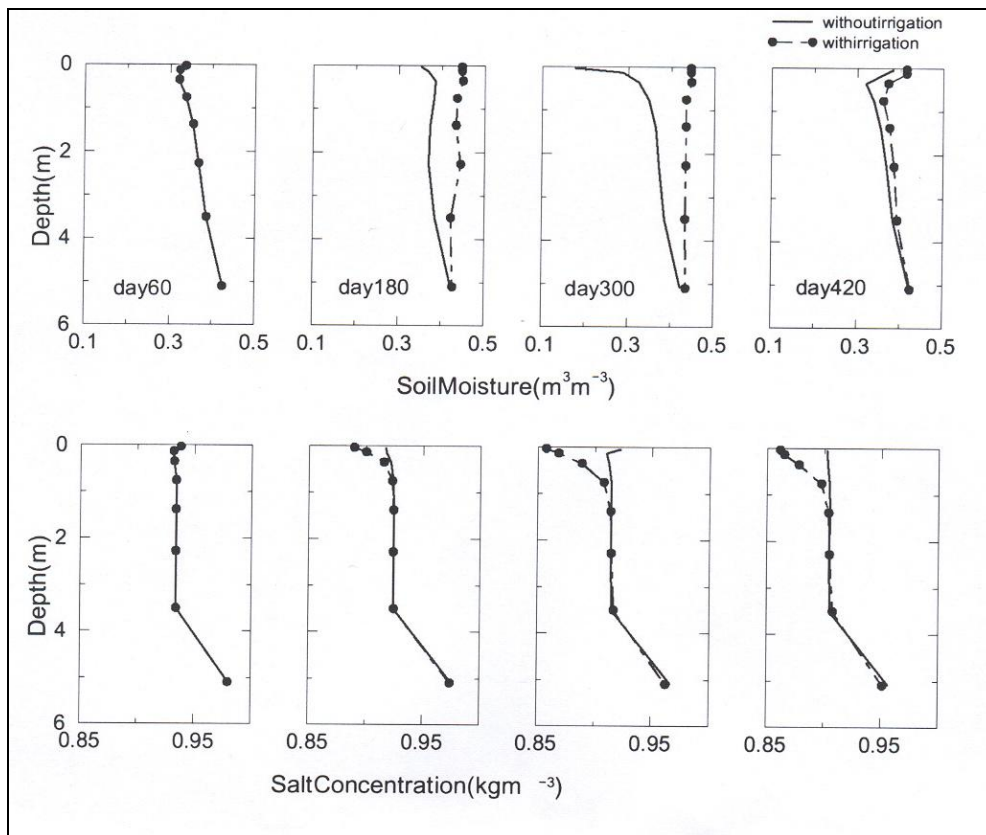 withoutirrigation
withirrigation
0
2
4
6
Depth(m)
day60
day180
day300
day420
0.1 0.3 0.5 0.1 0.3 0.5 0.1 0.3 0.5 0.1 0.3 0.5
SoilMoisture(m³m⁻³)
0
2
4
6
Depth(m)
0.85 0.95 0.85 0.95 0.85 0.95 0.85 0.95
SaltConcentration(kgm ⁻³)